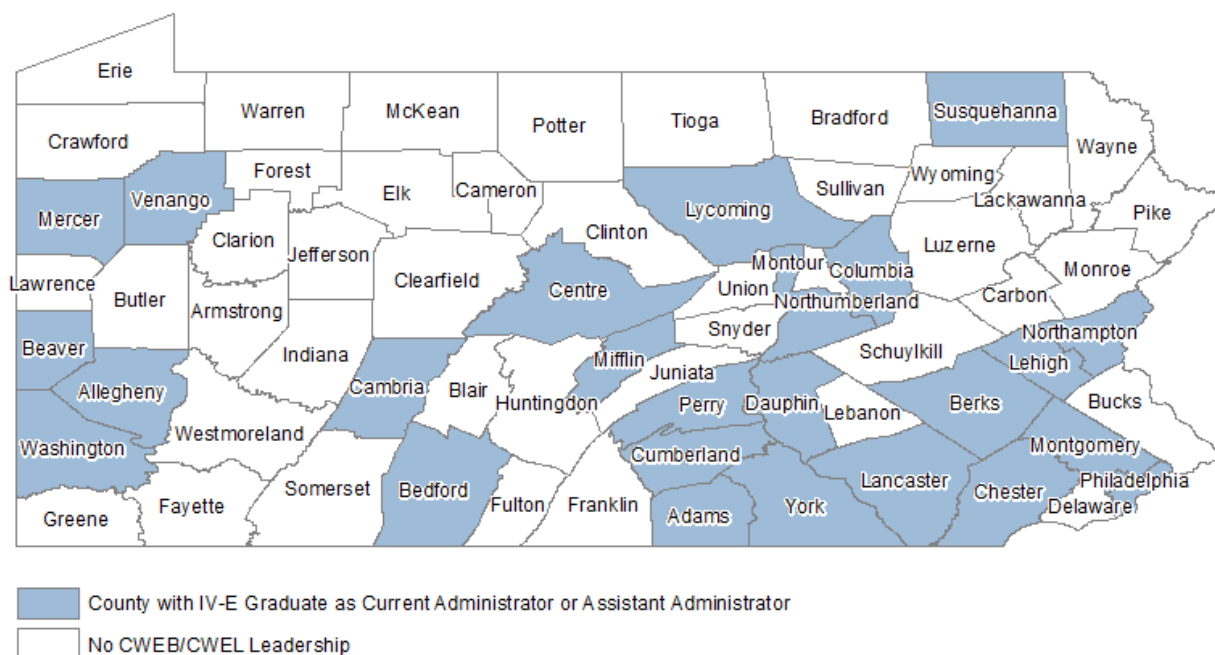 Erie
Warren
McKean
Potter
Tioga
Bradford
Susquehanna
Wayne
Crawford
Forest
Elk
Cameron
Sullivan
Wyoming
Lackawanna
Pike
Mercer
Venango
Clarion
Jefferson
Clinton
Lycoming
Luzerne
Monroe
Lawrence
Butler
Armstrong
Clearfield
Centre
Union
Montour
Columbia
Northumberland
Carbon
Northampton
Beaver
Indiana
Snyder
Schuylkill
Lehigh
Allegheny
Cambria
Blair
Huntingdon
Mifflin
Juniata
Perry
Dauphin
Lebanon
Berks
Bucks
Washington
Westmoreland
Cumberland
Montgomery
Greene
Fayette
Somerset
Bedford
Fulton
Franklin
Adams
York
Lancaster
Chester
Philadelphia
Delaware
County with IV-E Graduate as Current Administrator or Assistant Administrator
No CWEB/CWEL Leadership